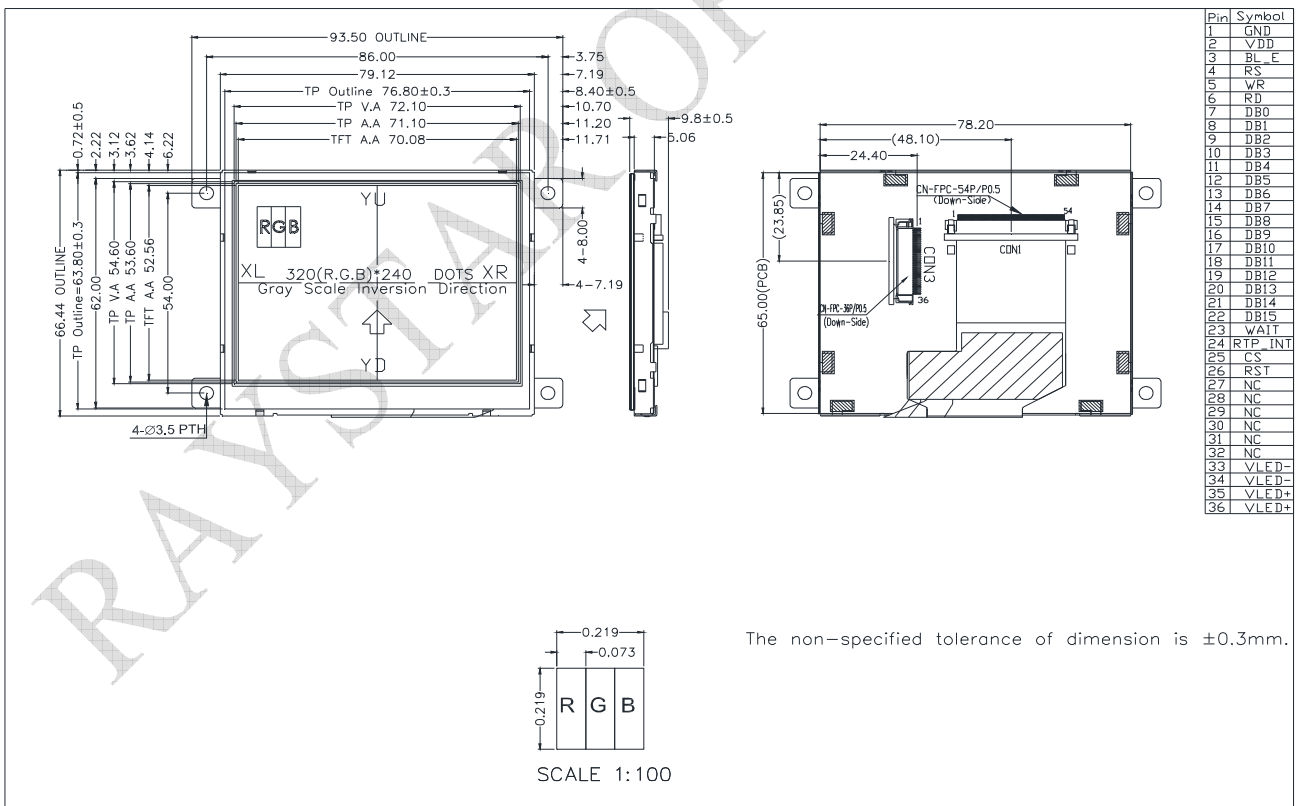 93.50 OUTLINE
86.00
3.75
79.12
7.19
TP Outline 76.80±0.3
8.40±0.5
TP V.A 72.10
10.70
TP A.A 71.10
11.20
TFT A.A 70.08
11.71
9.8±0.5
5.06
0.72±0.5
2.22
3.12
3.62
4.14
6.22
66.44 OUTLINE
TP Outline=63.80±0.3
62.00
TP V.A 54.60
TP A.A 53.60
TFT A.A 52.56
54.00
YU
RGB
XL 320(R.G.B)*240 DOTS XR
Gray Scale Inversion Direction
YD
4-8.00
4-7.19
4-Ø3.5 PTH
78.20
(48.10)
24.40
65.00(PCB)
(23.85)
CN-FPC-54P/P0.5
(Down-Side)
1
54
CON1
1
CON3
36
CN-FPC-36P/P0.5
(Down-Side)
Pin Symbol
1 GND
2 VDD
3 BL_E
4 RS
5 WR
6 RD
7 DB0
8 DB1
9 DB2
10 DB3
11 DB4
12 DB5
13 DB6
14 DB7
15 DB8
16 DB9
17 DB10
18 DB11
19 DB12
20 DB13
21 DB14
22 DB15
23 WAIT
24 RTP_INT
25 CS
26 RST
27 NC
28 NC
29 NC
30 NC
31 NC
32 NC
33 VLED-
34 VLED-
35 VLED+
36 VLED+
0.219
0.073
0.219
R G B
SCALE 1:100
The non-specified tolerance of dimension is ±0.3mm.
RAYSTAR